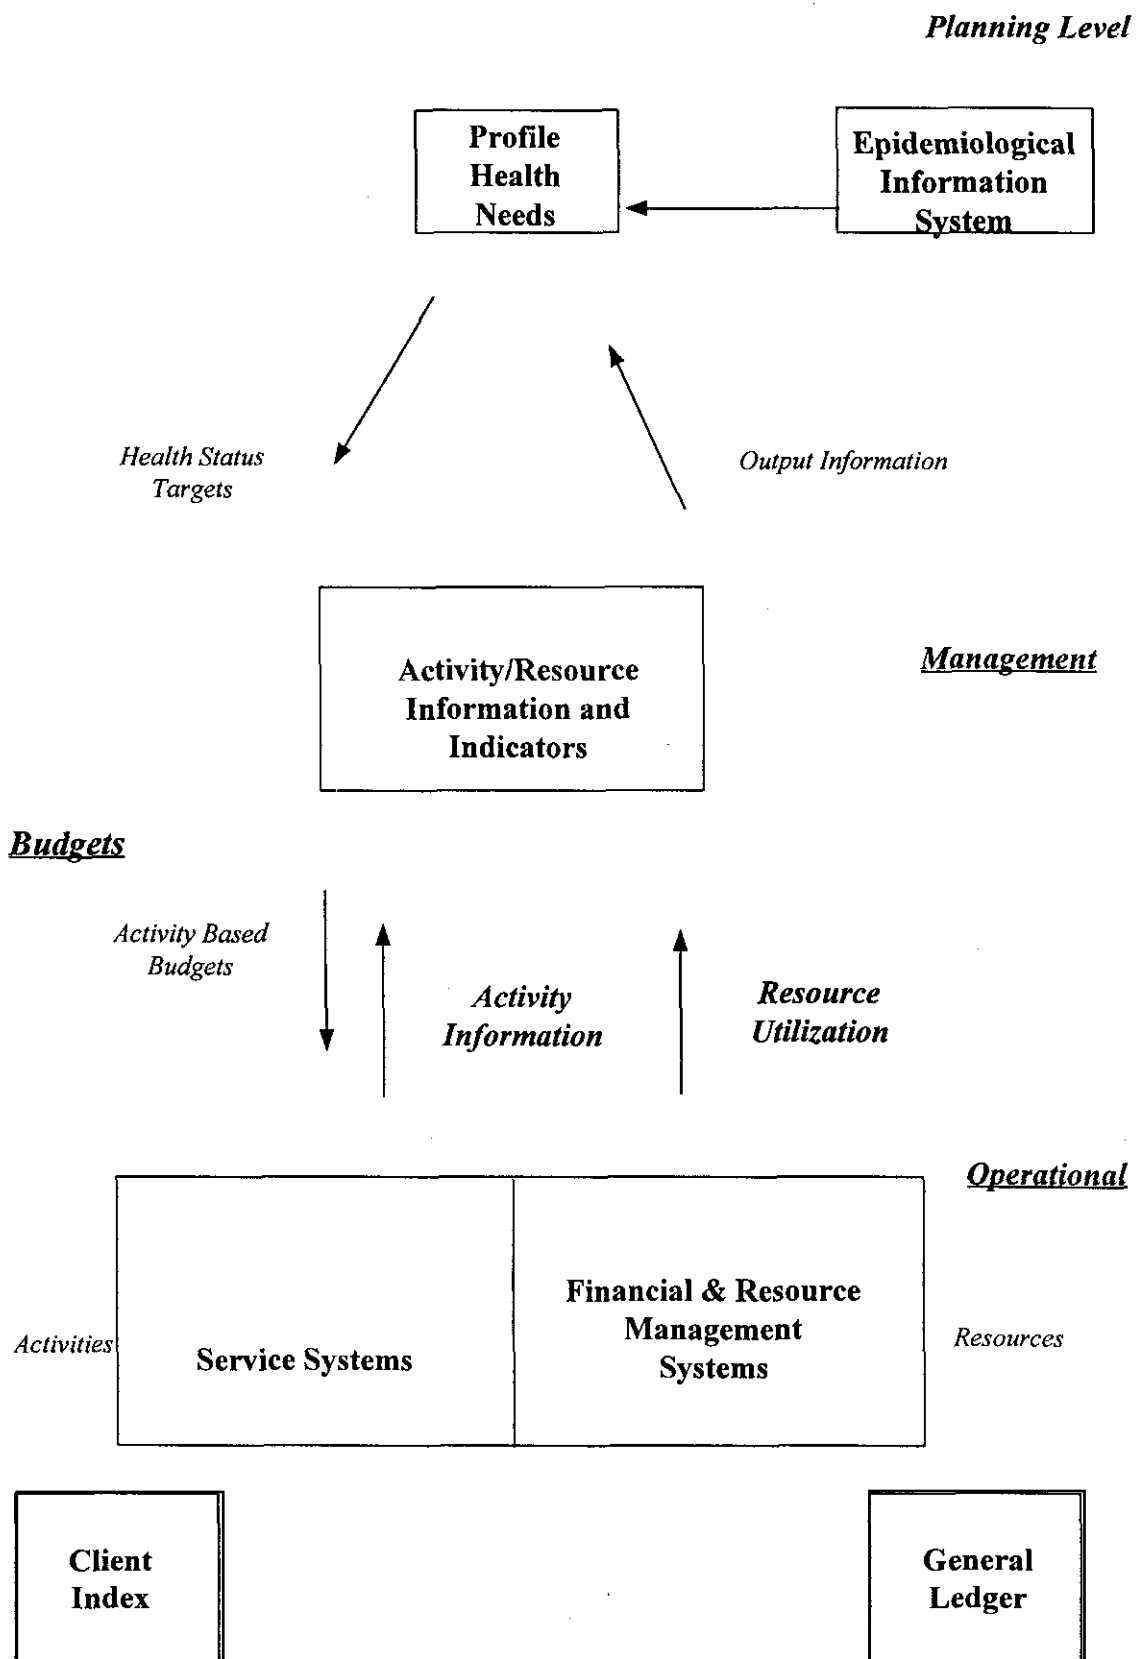 Planning Level
Profile
Health
Needs
Epidemiological
Information
System
Health Status
Targets
Output Information
Activity/Resource
Information and
Indicators
Management
Budgets
Activity Based
Budgets
Activity
Information
Resource
Utilization
Operational
Activities
Service Systems
Financial & Resource
Management
Systems
Resources
Client
Index
General
Ledger